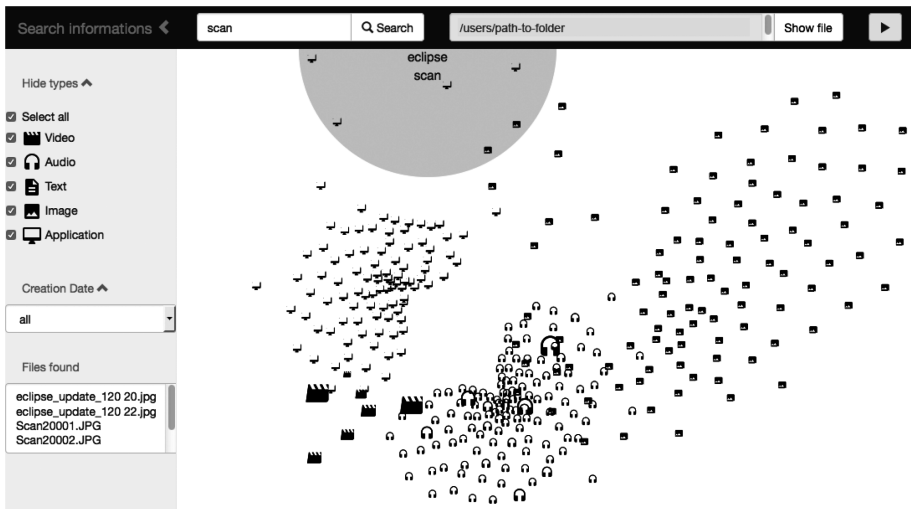 Search informations
scan
Search
/users/path-to-folder
Show file
Hide types
Select all
Video
Audio
Text
Image
Application
Creation Date
all
Files found
eclipse_update_120 20.jpg
eclipse_update_120 22.jpg
Scan20001.JPG
Scan20002.JPG
eclipse
scan